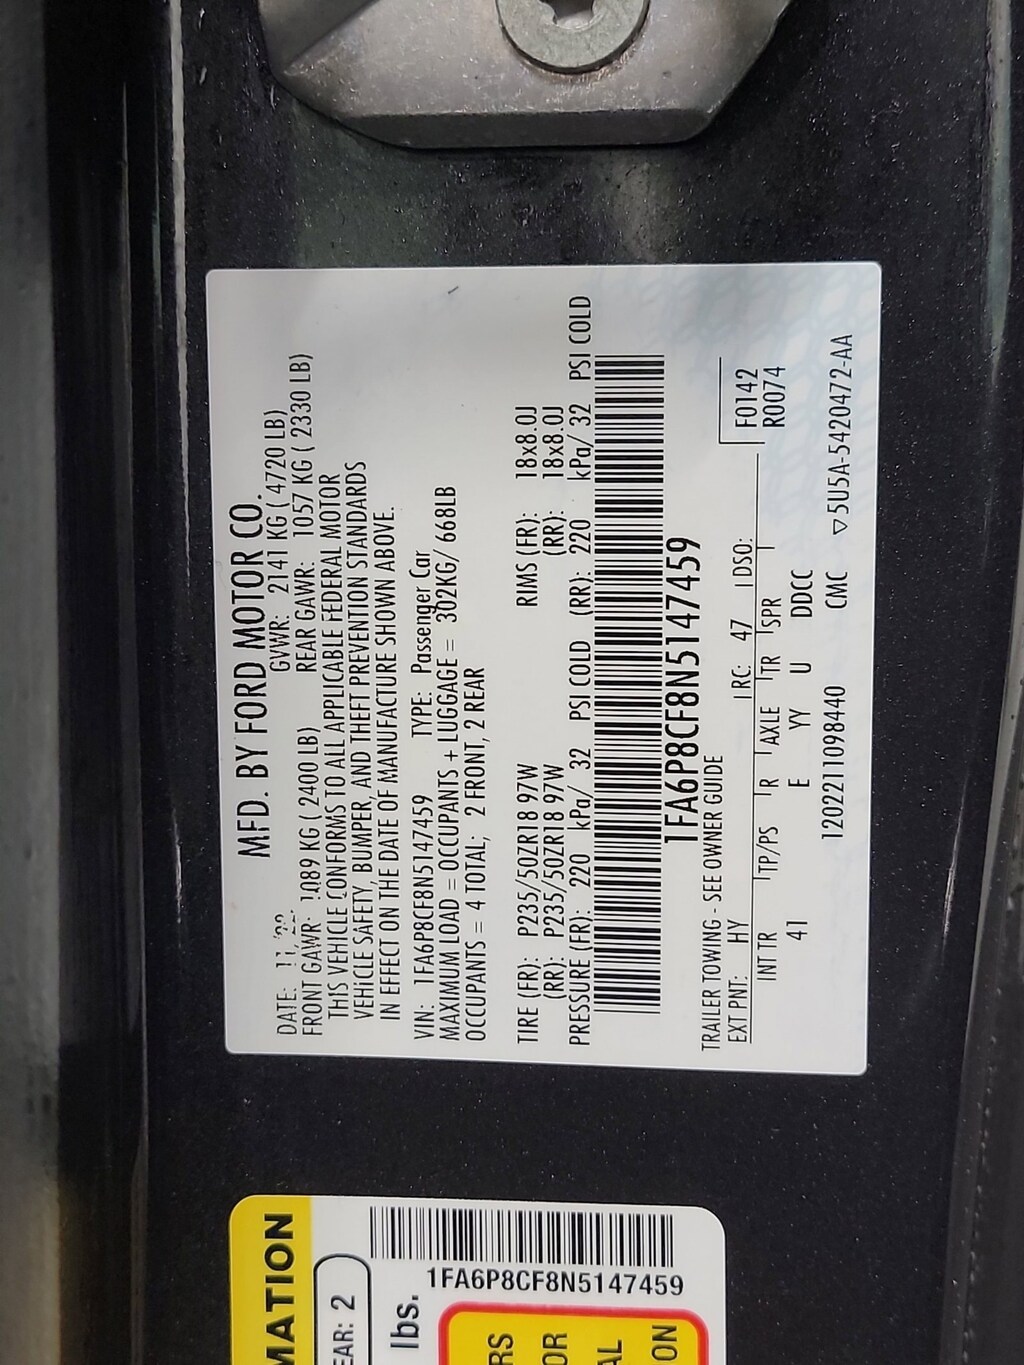 MFD. BY FORD MOTOR CO.
DATE: 11/22 GVWR: 2141 KG ( 4720 LB)
FRONT GAWR: 1089 KG ( 2400 LB) REAR GAWR: 1057 KG ( 2330 LB)
THIS VEHICLE CONFORMS TO ALL APPLICABLE FEDERAL MOTOR
VEHICLE SAFETY, BUMPER, AND THEFT PREVENTION STANDARDS
IN EFFECT ON THE DATE OF MANUFACTURE SHOWN ABOVE.
VIN: 1FA6P8CF8N5147459 TYPE: Passenger Car
MAXIMUM LOAD = OCCUPANTS + LUGGAGE = 302KG/ 668LB
OCCUPANTS = 4 TOTAL; 2 FRONT, 2 REAR
TIRE (FR): P235/50ZR18 97W RIMS (FR): 18x8.0J
(RR): P235/50ZR18 97W (RR): 18x8.0J
PRESSURE (FR): 220 kPa/ 32 PSI COLD (RR): 220 kPa/ 32 PSI COLD
1FA6P8CF8N5147459
TRAILER TOWING - SEE OWNER GUIDE
F0142
EXT PNT: HY RC: 47 DSO: R0074
INT TR TP/PS R AXLE TR SPR
41 E YY U DDCC
1202211098440 CMC ▽5U5A-5420472-AA
MATION
EAR: 2
1FA6P8CF8N5147459
lbs.
RS
OR
AL
ON